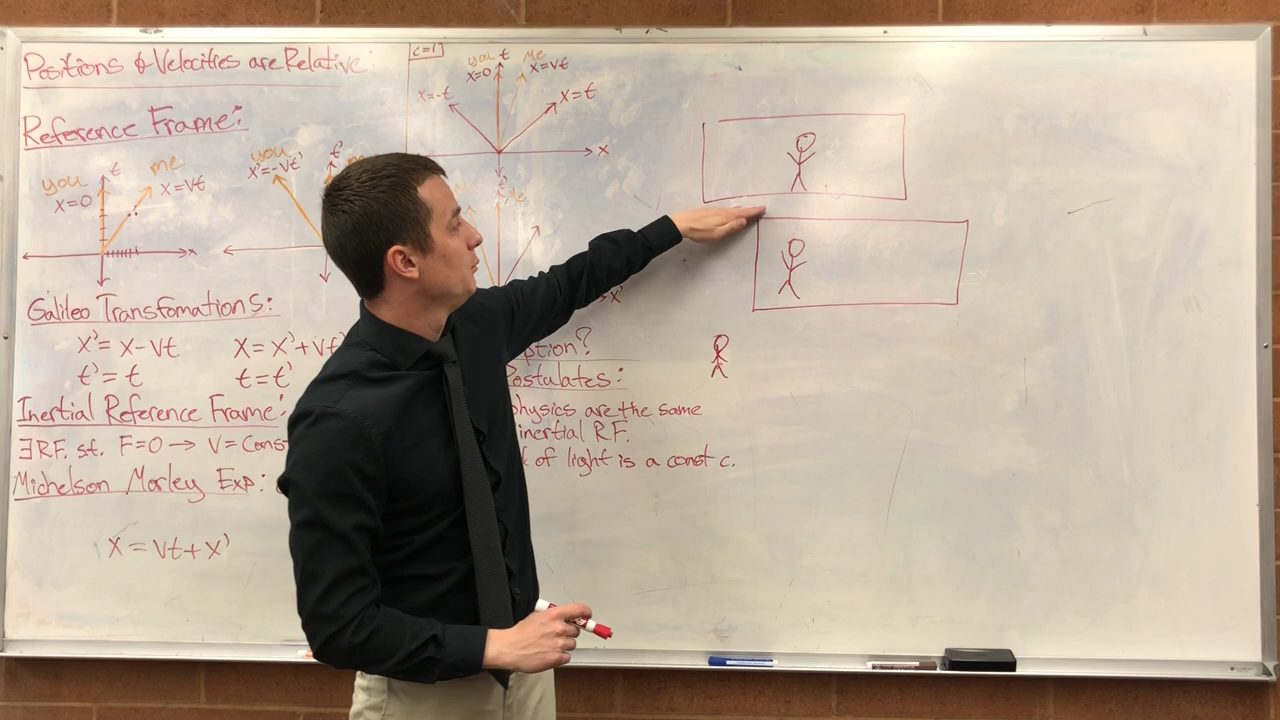 Positions & Velocities are Relative:
Reference Frame:
you
x=0
t
me
x=vt
x
you
x'=-vt'
t'
Galileo Transfomations:
x'= x-vt
t'= t
x=x'+vt'
t=t'
Inertial Reference Frame:
∃R.F. st. F=0 → V=Const
Michelson Morley Exp:
x=vt+x'
c=1
you
x=0
t
Me
x=vt
x=-t
x=t
x
t'
Me
x'
?
Postulates:
physics are the same
inertial R.F.
of light is a const c.